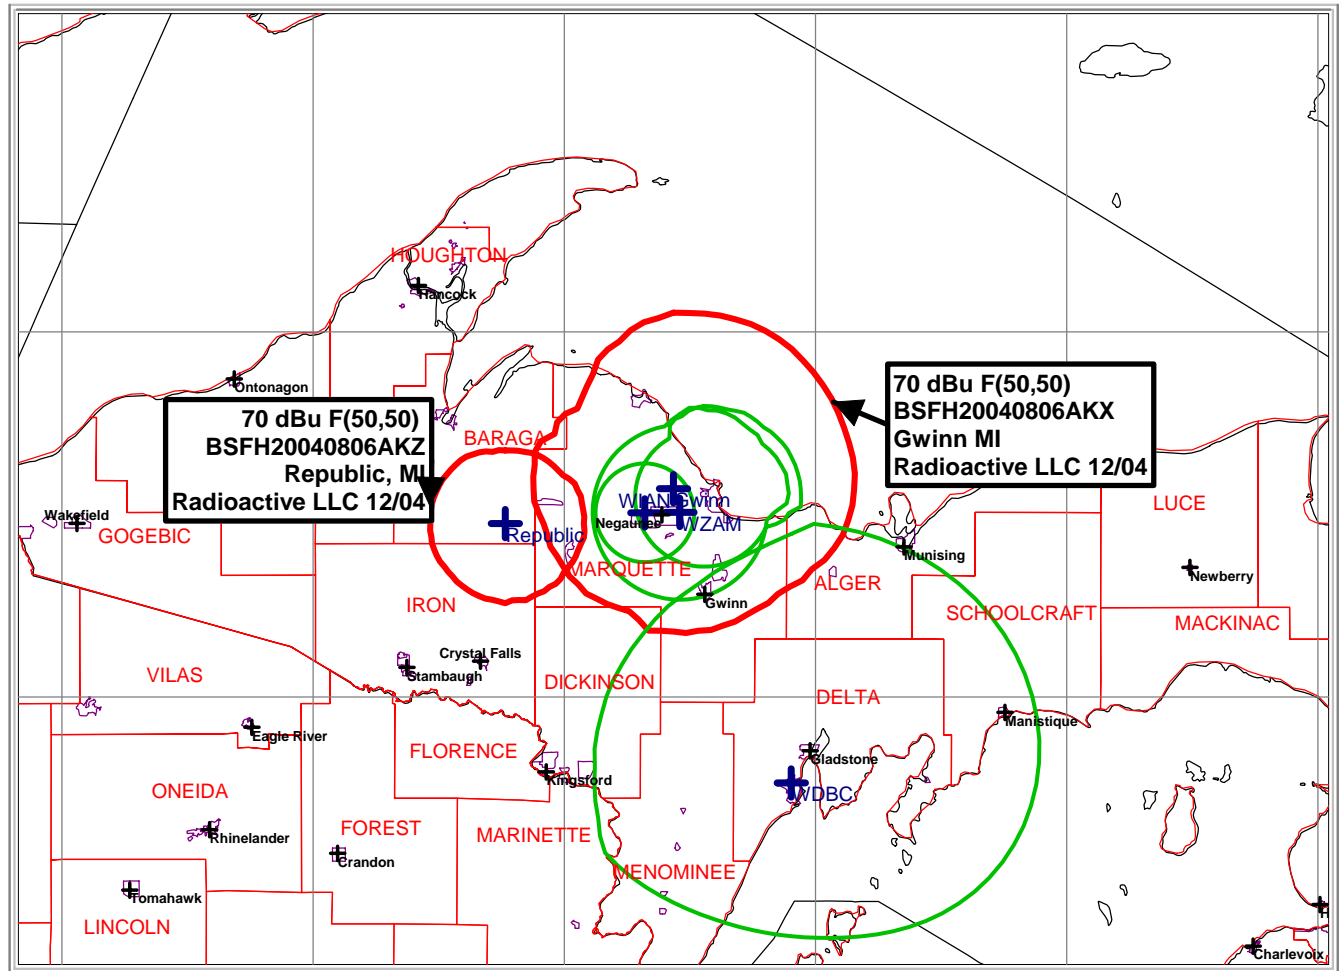 HOUGHTON
Hancock
Ontonagon
70 dBu F(50,50)
BSFH20040806AKX
Gwinn MI
Radioactive LLC 12/04
70 dBu F(50,50)
BSFH20040806AKZ
Republic, MI
Radioactive LLC 12/04
BARAGA
Wakefield
GOGEBIC
Republic
WIAN
Gwinn
Negaunee
WZAM
LUCE
Munising
MARQUETTE
ALGER
Newberry
IRON
Gwinn
SCHOOLCRAFT
MACKINAC
Crystal Falls
Stambaugh
VILAS
DICKINSON
DELTA
Manistique
Eagle River
FLORENCE
Gladstone
Kingsford
WDBC
ONEIDA
Rhinelander
FOREST
MARINETTE
Crandon
MENOMINEE
Tomahawk
LINCOLN
Charlevoix